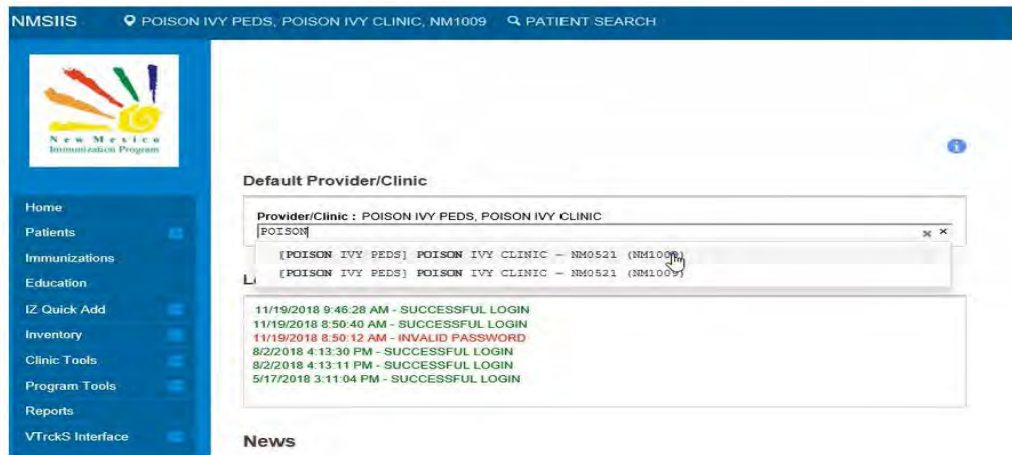 NMSIIS POISON IVY PEDS, POISON IVY CLINIC, NM1009 PATIENT SEARCH
New Mexico
Immunization Program
Home
Patients
Immunizations
Education
IZ Quick Add
Inventory
Clinic Tools
Program Tools
Reports
VTrckS Interface
Default Provider/Clinic
Provider/Clinic : POISON IVY PEDS, POISON IVY CLINIC
POISON
[POISON IVY PEDS] POISON IVY CLINIC – NM0521
[POISON IVY PEDS] POISON IVY CLINIC – NM0521 (NM1009)
11/19/2018 9:46:28 AM - SUCCESSFUL LOGIN
11/19/2018 8:50:40 AM - SUCCESSFUL LOGIN
11/19/2018 8:50:12 AM - INVALID PASSWORD
8/2/2018 4:13:30 PM - SUCCESSFUL LOGIN
8/2/2018 4:13:11 PM - SUCCESSFUL LOGIN
5/17/2018 3:11:04 PM - SUCCESSFUL LOGIN
News